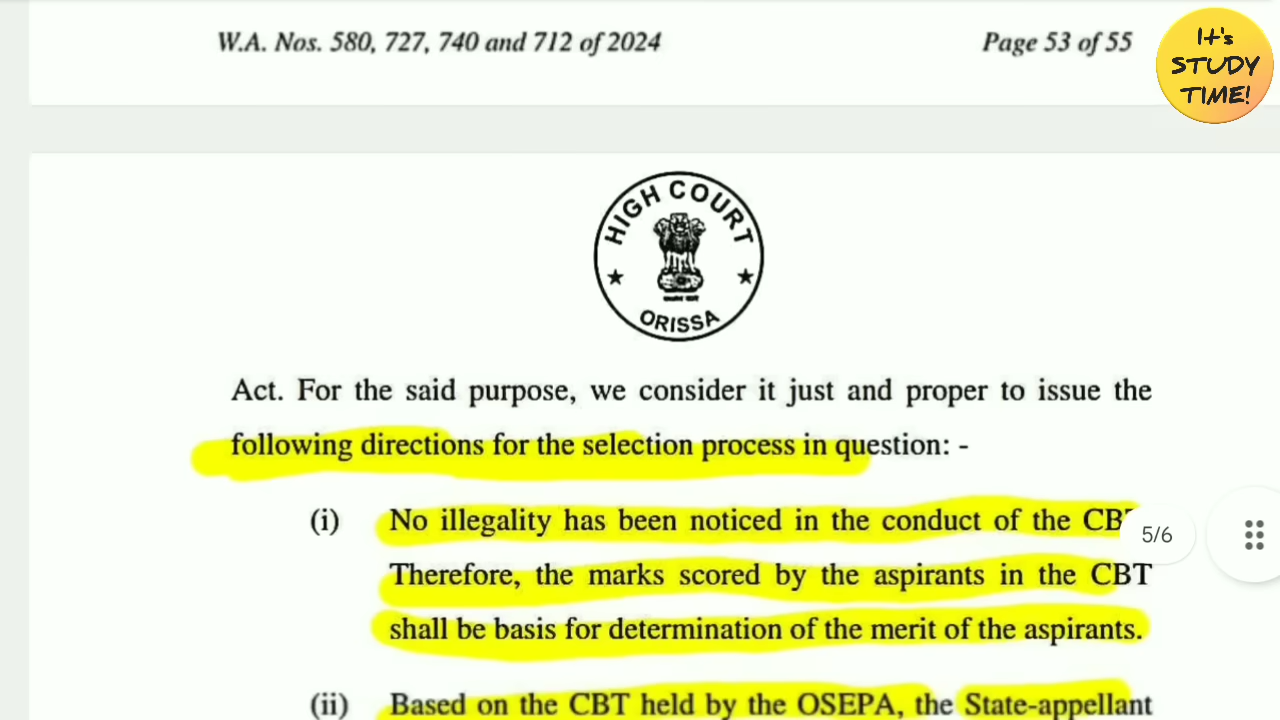 W.A. Nos. 580, 727, 740 and 712 of 2024 Page 53 of 55
It's
STUDY
TIME!
HIGH COURT
ORISSA
Act. For the said purpose, we consider it just and proper to issue the
following directions for the selection process in question: -
(i) No illegality has been noticed in the conduct of the
Therefore, the marks scored by the aspirants in the CBT
shall be basis for determination of the merit of the aspirants.
5/6
(ii) Based on the CBT held by the OSEPA, the State-appellant